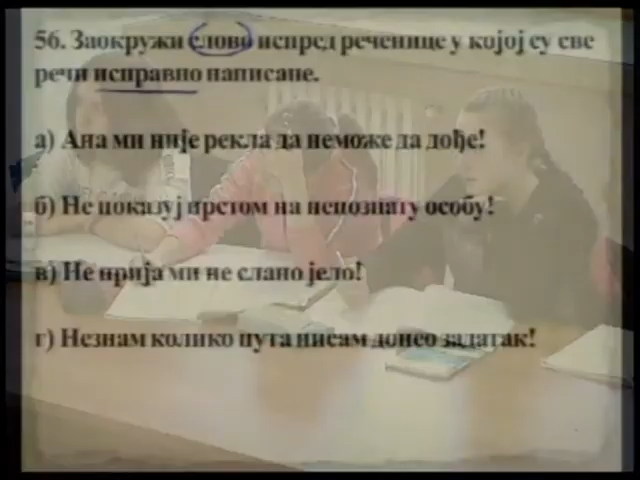 56. Заокружи слово испред реченице у којој су све
речи исправно написане.
а) Ана ми није рекла да неможе да дође!
б) Не показуј прстом на непознату особу!
в) Не прија ми не слано јело!
г) Незнам колико пута нисам донео задатак!